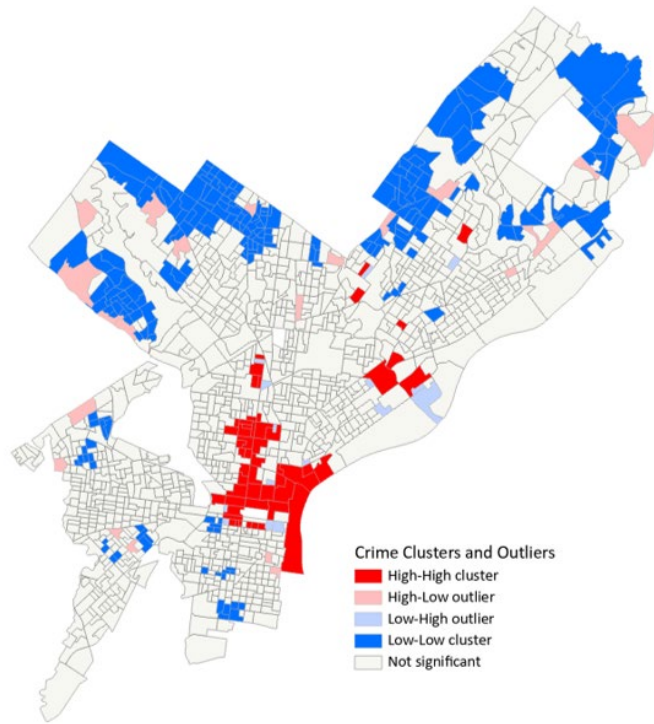 Crime Clusters and Outliers
High-High cluster
High-Low outlier
Low-High outlier
Low-Low cluster
Not significant